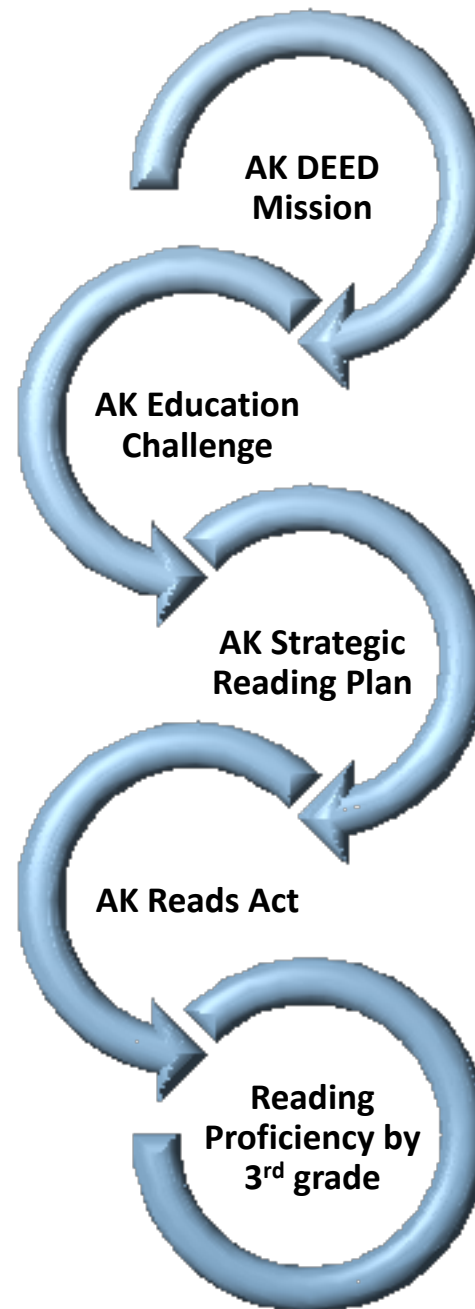 AK DEED
Mission
AK Education
Challenge
AK Strategic
Reading Plan
AK Reads Act
Reading
Proficiency by
3rd grade